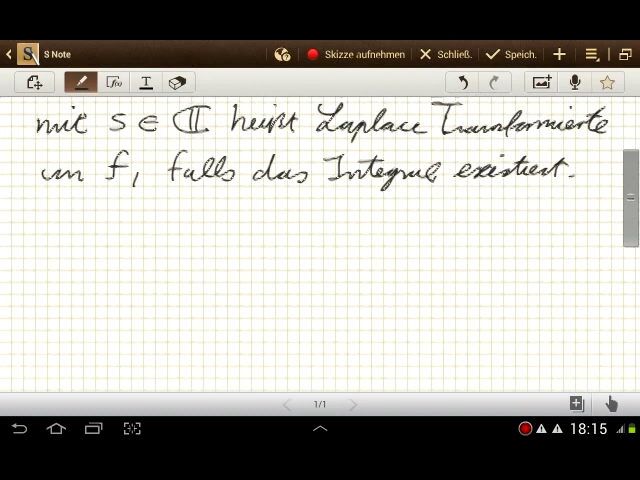 S Note
Skizze aufnehmen
Schließ.
Speich.
f(x)
T
mit s ∈ ℂ heißt Laplace Transformierte
von f, falls das Integral existiert.
1/1
18:15